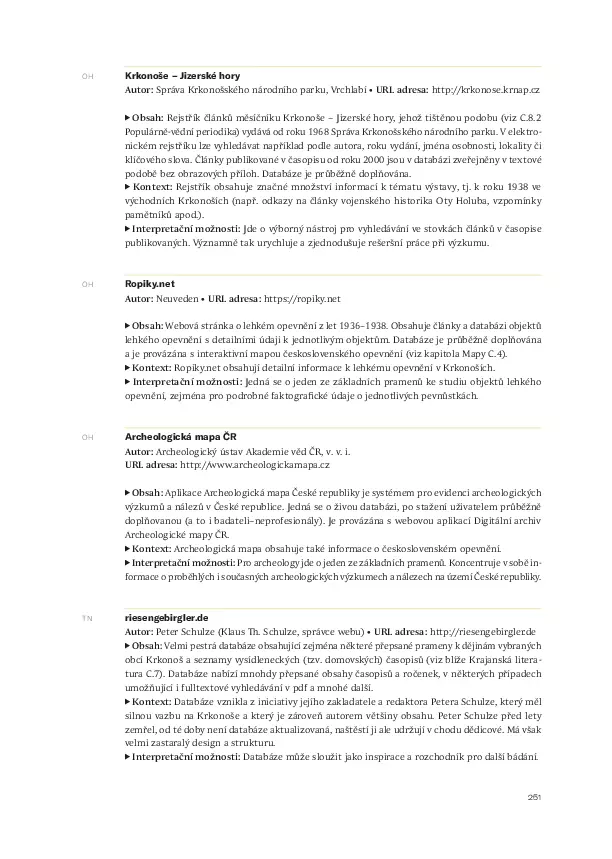 ÖH
Krkonoše – Jizerské hory
Autor: Správa Krkonošského národního parku, Vrchlabí • URL adresa: http://krkonose.krnap.cz
▶ Obsah: Rejstřík článků měsíčníku Krkonoše – Jizerské hory, jehož tištěnou podobu (viz C.8.2
Populárně-vědní periodika) vydává od roku 1968 Správa Krkonošského národního parku. V elektro-
nickém rejstříku lze vyhledávat například podle autora, roku vydání, jména osobnosti, lokality či
klíčového slova. Články publikované v časopisu od roku 2000 jsou v databázi zveřejněny v textové
podobě bez obrazových příloh. Databáze je průběžně doplňována.
▶ Kontext: Rejstřík obsahuje značné množství informací k tématu výstavy, tj. k roku 1938 ve
východních Krkonoších (např. odkazy na články vojenského historika Oty Holuba, vzpomínky
pamětníků apod.).
▶ Interpretační možnosti: Jde o výborný nástroj pro vyhledávání ve stovkách článků v časopise
publikovaných. Významně tak urychluje a zjednodušuje rešeršní práce při výzkumu.
ÖH
Ropiky.net
Autor: Neuveden • URL adresa: https://ropiky.net
▶ Obsah: Webová stránka o lehkém opevnění z let 1936–1938. Obsahuje články a databázi objektů
lehkého opevnění s detailními údaji k jednotlivým objektům. Databáze je průběžně doplňována
a je provázána s interaktivní mapou československého opevnění (viz kapitola Mapy C.4).
▶ Kontext: Ropiky.net obsahují detailní informace k lehkému opevnění v Krkonoších.
▶ Interpretační možnosti: Jedná se o jeden ze základních pramenů ke studiu objektů lehkého
opevnění, zejména pro podrobné faktografické údaje o jednotlivých pevnůstkách.
ÖH
Archeologická mapa ČR
Autor: Archeologický ústav Akademie věd ČR, v. v. i.
URL adresa: http://www.archeologickamapa.cz
▶ Obsah: Aplikace Archeologická mapa České republiky je systémem pro evidenci archeologických
výzkumů a nálezů v České republice. Jedná se o živou databázi, po stažení uživatelem průběžně
doplňovanou (a to i badateli–neprofesionály). Je provázána s webovou aplikací Digitální archiv
Archeologické mapy ČR.
▶ Kontext: Archeologická mapa obsahuje také informace o československém opevnění.
▶ Interpretační možnosti: Pro archeology jde o jeden ze základních pramenů. Koncentruje v sobě in-
formace o proběhlých i současných archeologických výzkumech a nálezech na území České republiky.
TN
riesengebirgler.de
Autor: Peter Schulze (Klaus Th. Schulze, správce webu) • URL adresa: http://riesengebirgler.de
▶ Obsah: Velmi pestrá databáze obsahující zejména některé přepsané prameny k dějinám vybraných
obcí Krkonoš a seznamy vysídleneckých (tzv. domovských) časopisů (viz blíže Krajanská litera-
tura C.7). Databáze nabízí mnohdy přepsané obsahy časopisů a ročenek, v některých případech
umožňující i fulltextové vyhledávání v pdf a mnohé další.
▶ Kontext: Databáze vznikla z iniciativy jejího zakladatele a redaktora Petera Schulze, který měl
silnou vazbu na Krkonoše a který je zároveň autorem většiny obsahu. Peter Schulze před lety
zemřel, od té doby není databáze aktualizovaná, naštěstí ji ale udržují v chodu dědicové. Má však
velmi zastaralý design a strukturu.
▶ Interpretační možnosti: Databáze může sloužit jako inspirace a rozchodník pro další bádání.
251